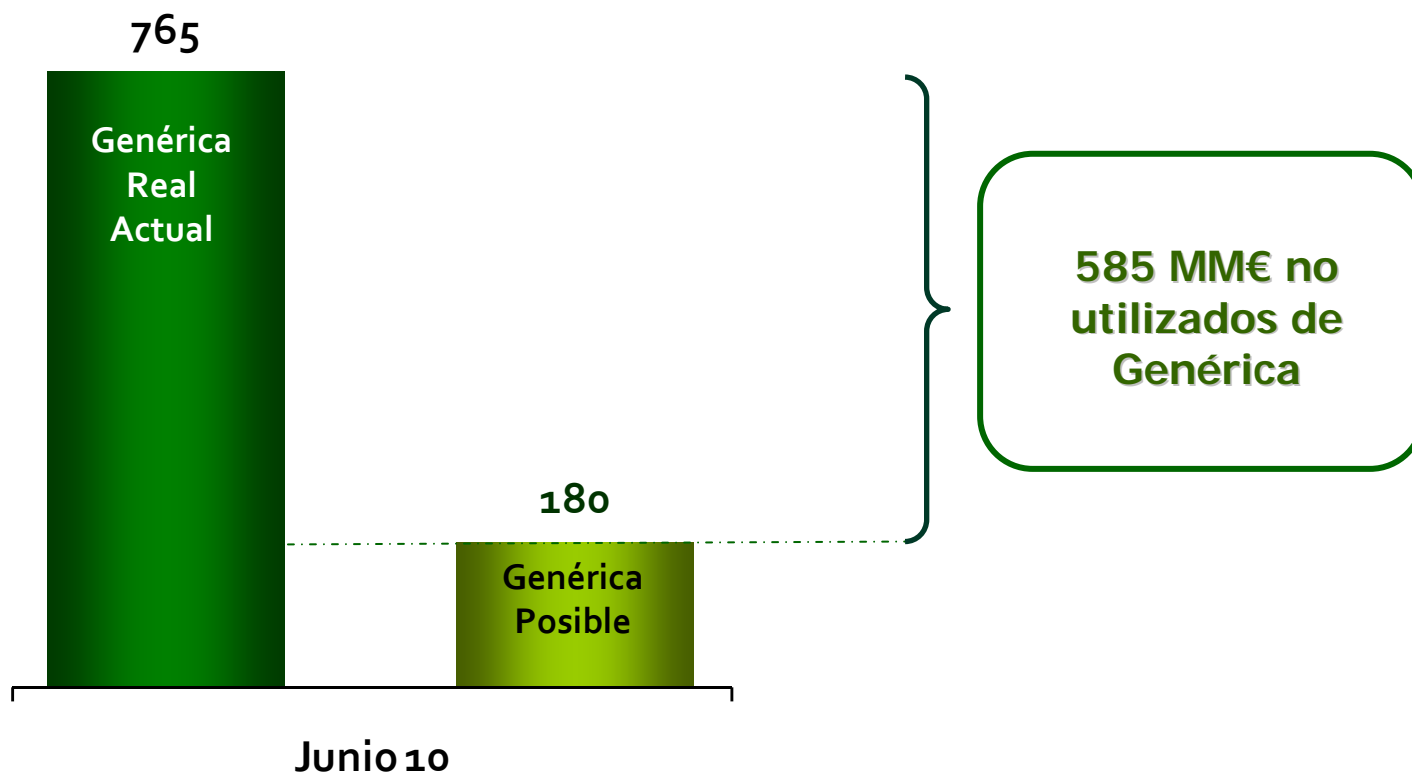 765
Genérica
Real
Actual
180
Genérica
Posible
Junio 10
585 MM€ no
utilizados de
Genérica